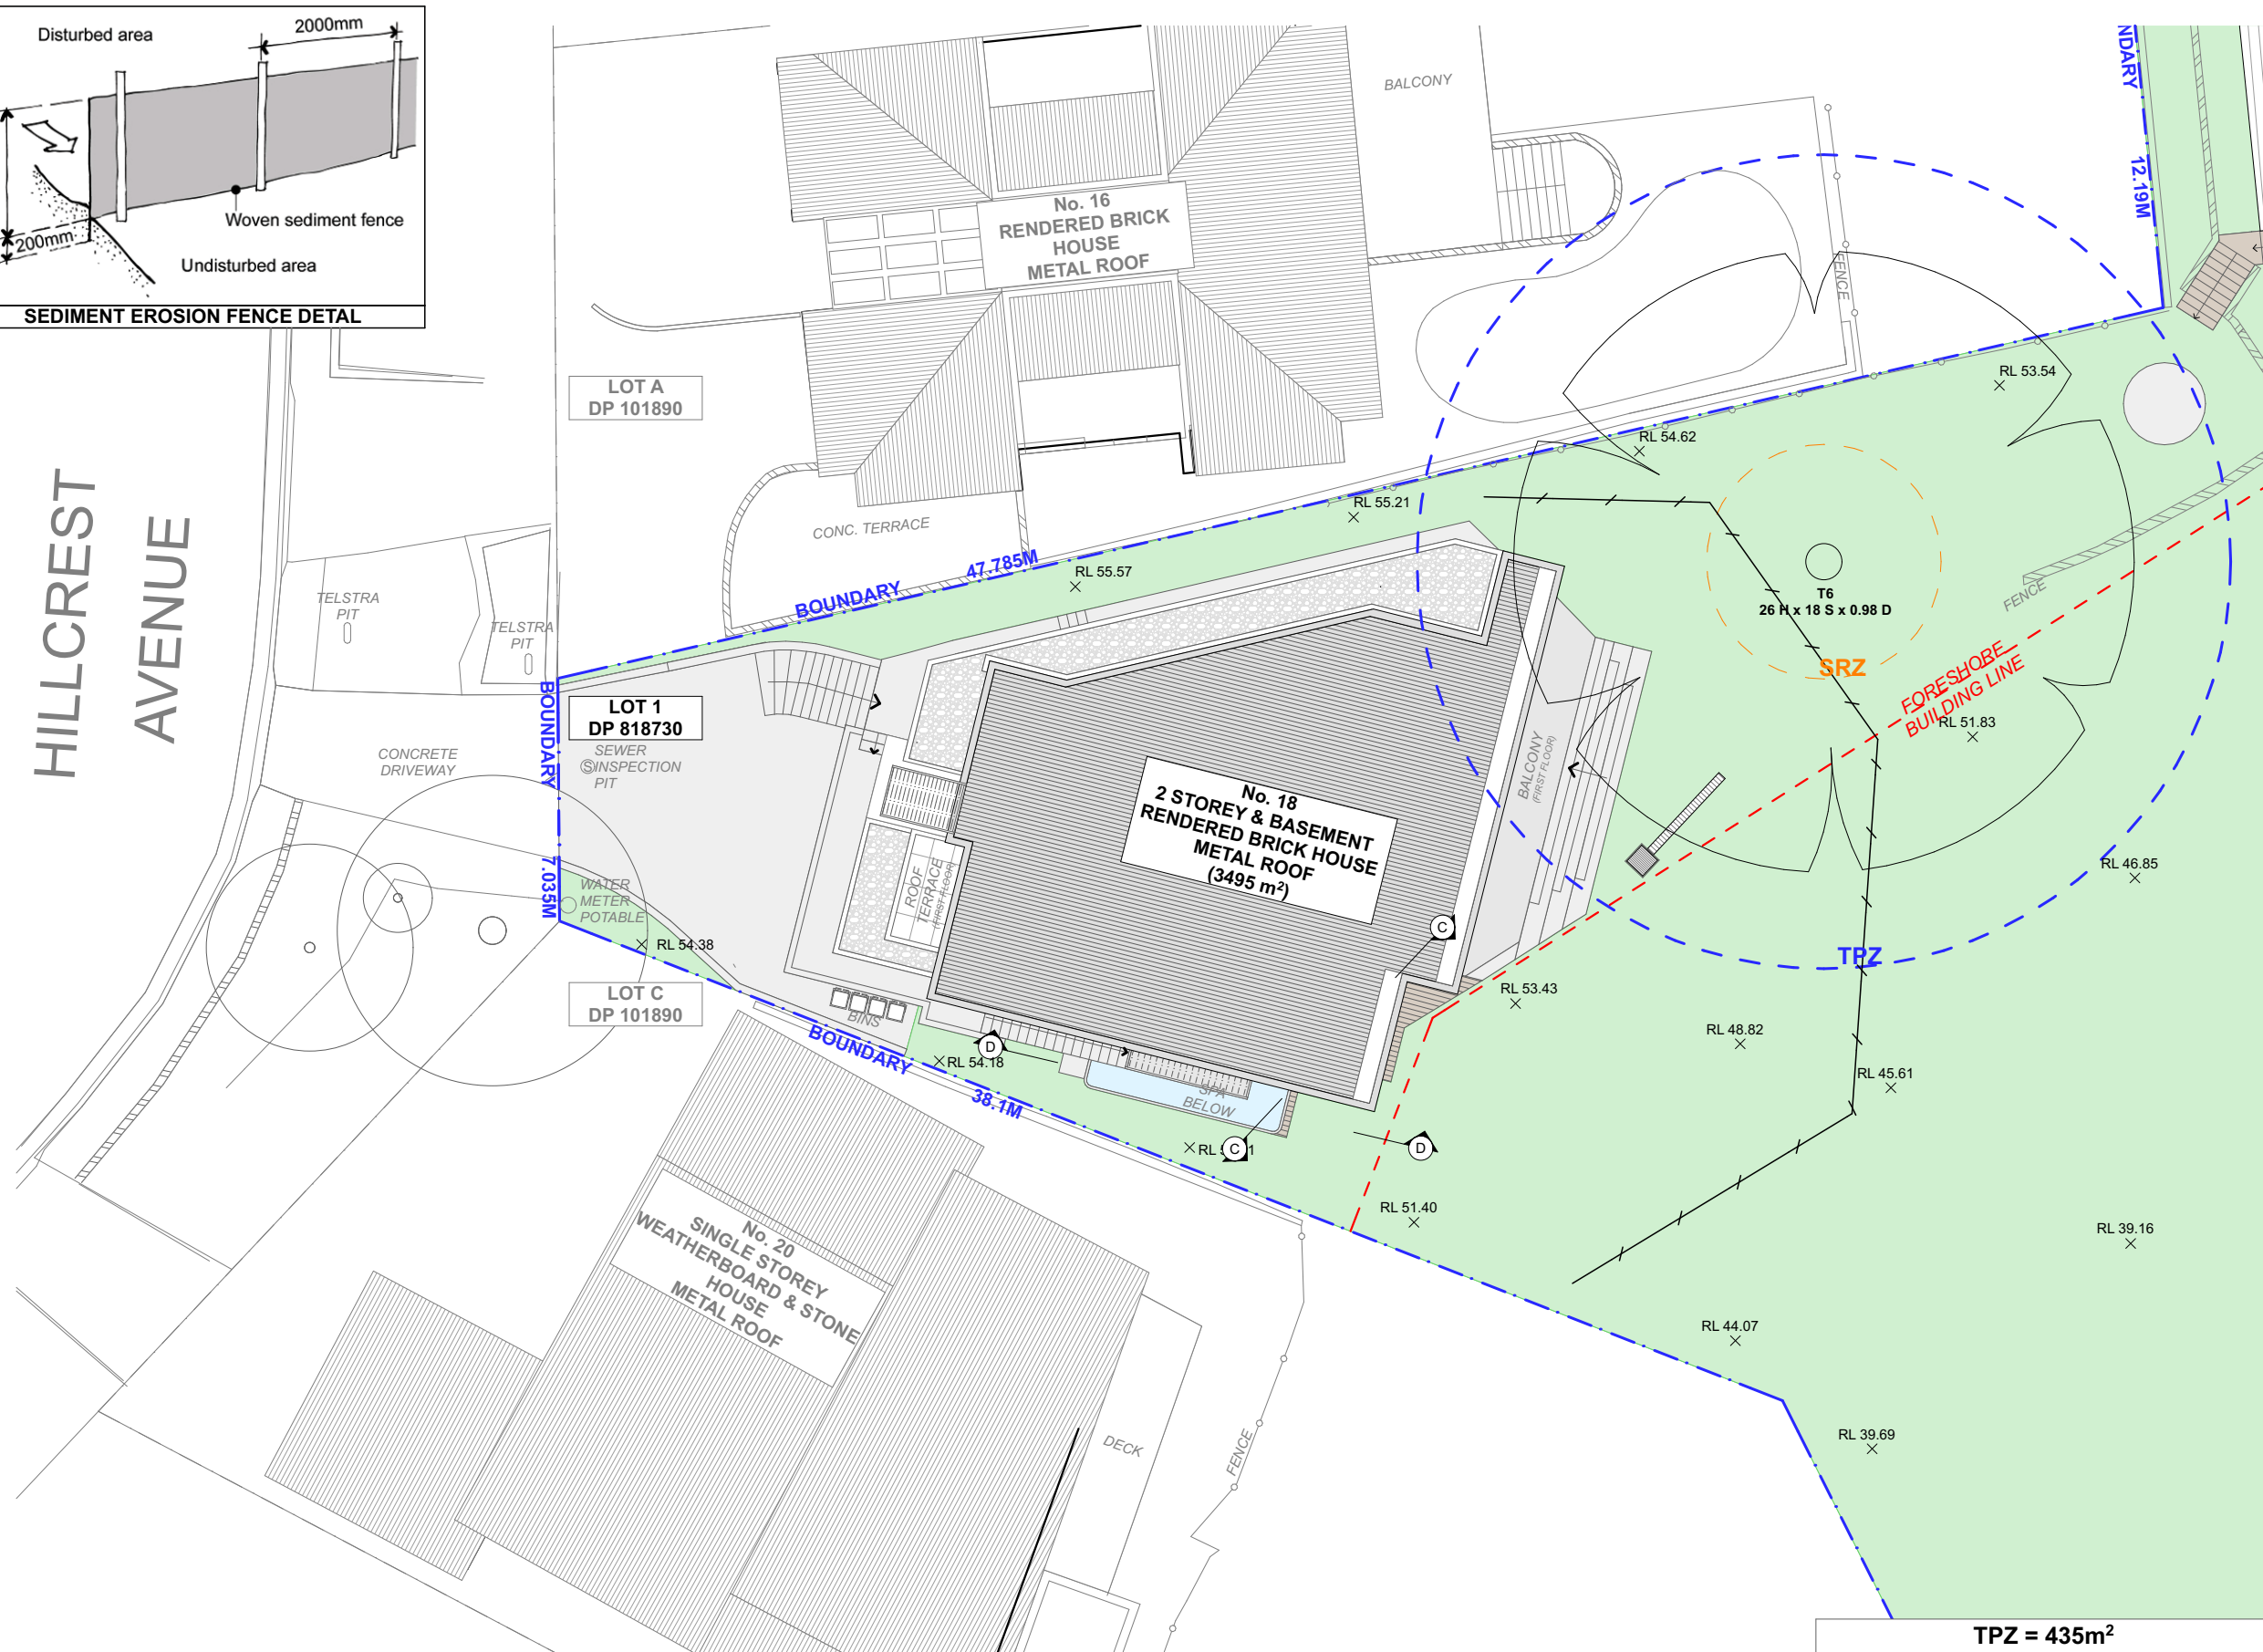 Disturbed area
2000mm
200mm
Woven sediment fence
Undisturbed area
SEDIMENT EROSION FENCE DETAL
BALCONY
NDARY
12.19M
No. 16
RENDERED BRICK
HOUSE
METAL ROOF
FENCE
LOT A
DP 101890
RL 53.54
RL 54.62
RL 55.21
HILLCREST
AVENUE
CONC. TERRACE
BOUNDARY
47.785M
RL 55.57
TELSTRA
PIT
TELSTRA
PIT
T6
26 H x 18 S x 0.98 D
FENCE
SRZ
FORESHORE
BUILDING LINE
RL 51.83
BOUNDARY
7.035M
LOT 1
DP 818730
SEWER
S INSPECTION
PIT
CONCRETE
DRIVEWAY
No. 18
2 STOREY & BASEMENT
RENDERED BRICK HOUSE
METAL ROOF
(3495 m²)
BALCONY
(FIRST FLOOR)
RL 46.85
WATER
METER
POTABLE
ROOF
TERRACE
(FIRST FLOOR)
C
RL 54.38
TPZ
LOT C
DP 101890
BINS
RL 53.43
RL 48.82
BOUNDARY
38.1M
D
RL 54.18
RL 45.61
SPA
BELOW
RL
C
1
D
RL 51.40
RL 39.16
No. 20
SINGLE STOREY
WEATHERBOARD & STONE
HOUSE
METAL ROOF
RL 44.07
DECK
FENCE
RL 39.69
TPZ = 435m²